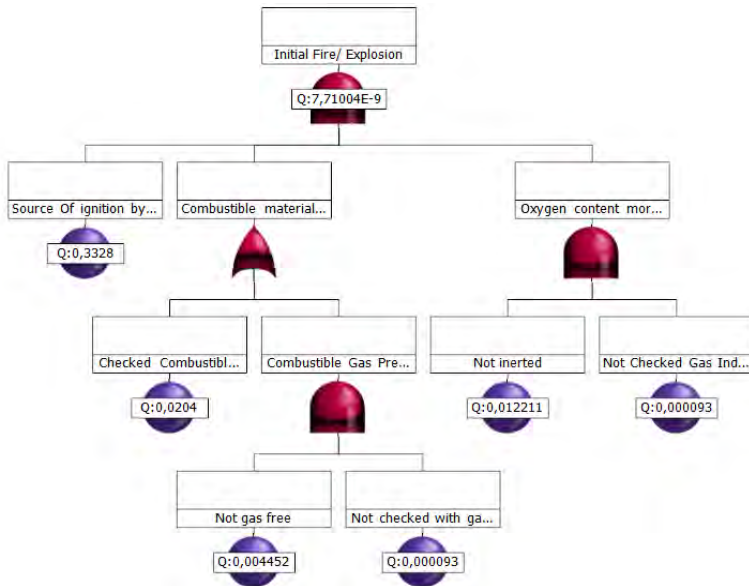 Initial Fire/ Explosion
Q:7,71004E-9
Source Of ignition by...
Combustible material...
Oxygen content mor...
Q:0,3328
Checked Combustibl...
Combustible Gas Pre...
Not inerted
Not Checked Gas Ind...
Q:0,0204
Q:0,012211
Q:0,000093
Not gas free
Not checked with ga...
Q:0,004452
Q:0,000093